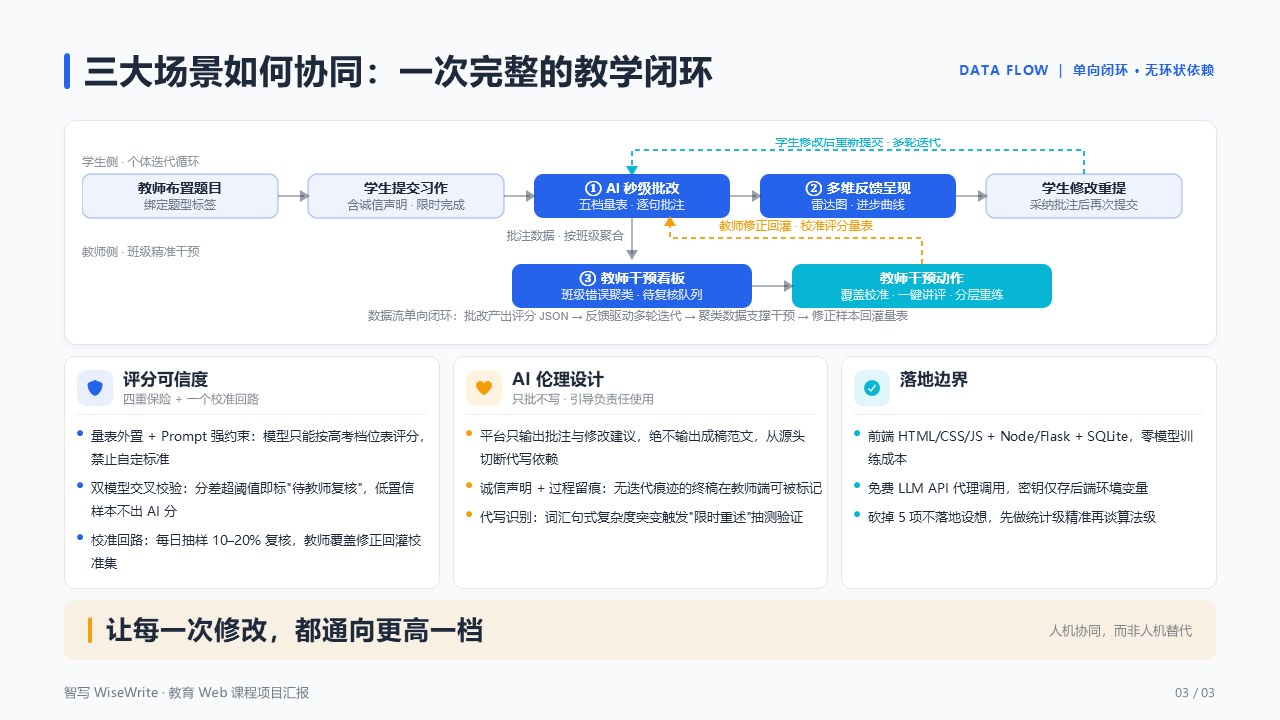 三大场景如何协同：一次完整的教学闭环
DATA FLOW | 单向闭环 • 无环状依赖
学生修改后重新提交 · 多轮迭代
学生侧 · 个体迭代循环
教师布置题目
绑定题型标签
学生提交习作
含诚信声明 · 限时完成
① AI 秒级批改
五档量表 · 逐句批注
② 多维反馈呈现
雷达图 · 进步曲线
学生修改重提
采纳批注后再次提交
批注数据 · 按班级聚合
教师修正回灌 · 校准评分量表
教师侧 · 班级精准干预
③ 教师干预看板
班级错误聚类 · 待复核队列
教师干预动作
覆盖校准 · 一键讲评 · 分层重练
数据流单向闭环：批改产出评分 JSON → 反馈驱动多轮迭代 → 聚类数据支撑干预 → 修正样本回灌量表
评分可信度
四重保险 + 一个校准回路
量表外置 + Prompt 强约束：模型只能按高考档位表评分，
禁止自定标准
双模型交叉校验：分差超阈值即标"待教师复核"，低置信
样本不出 AI 分
校准回路：每日抽样 10–20% 复核，教师覆盖修正回灌校
准集
AI 伦理设计
只批不写 · 引导负责任使用
平台只输出批注与修改建议，绝不输出成稿范文，从源头
切断代写依赖
诚信声明 + 过程留痕：无迭代痕迹的终稿在教师端可被标记
代写识别：词汇句式复杂度突变触发"限时重述"抽测验证
落地边界
前端 HTML/CSS/JS + Node/Flask + SQLite，零模型训
练成本
免费 LLM API 代理调用，密钥仅存后端环境变量
砍掉 5 项不落地设想，先做统计级精准再谈算法级
让每一次修改，都通向更高一档
人机协同，而非人机替代
智写 WiseWrite · 教育 Web 课程项目汇报
03 / 03